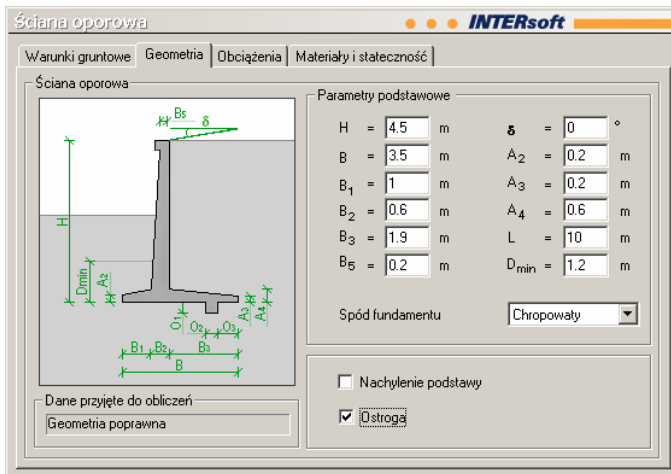 Ściana oporowa
INTERsoft
Warunki gruntowe Geometria Obciążenia Materiały i stateczność
Ściana oporowa
B5
δ
H
Dmin
A2
O1
O2 O3
A3
A4
B1 B2 B3
B
Parametry podstawowe
H = 4.5 m δ = 0 °
B = 3.5 m A2 = 0.2 m
B1 = 1 m A3 = 0.2 m
B2 = 0.6 m A4 = 0.6 m
B3 = 1.9 m L = 10 m
B5 = 0.2 m Dmin = 1.2 m
Spód fundamentu Chropowaty
Nachylenie podstawy
Ostroga
Dane przyjęte do obliczeń
Geometria poprawna